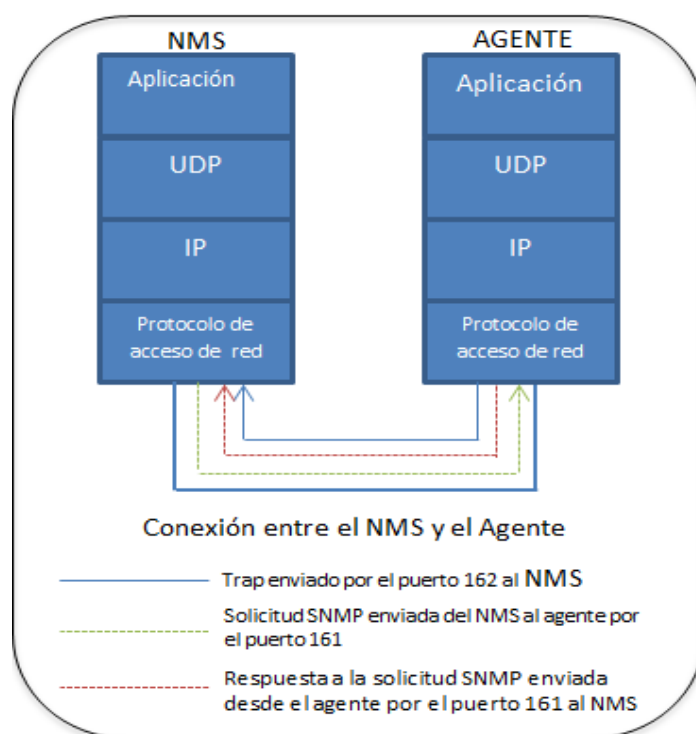 NMS
AGENTE
Aplicación
Aplicación
UDP
UDP
IP
IP
Protocolo de
acceso de red
Protocolo de
acceso de red
Conexión entre el NMS y el Agente
Trap enviado por el puerto 162 al NMS
Solicitud SNMP enviada del NMS al agente por
el puerto 161
Respuesta a la solicitud SNMP enviada
desde el agente por el puerto 161 al NMS